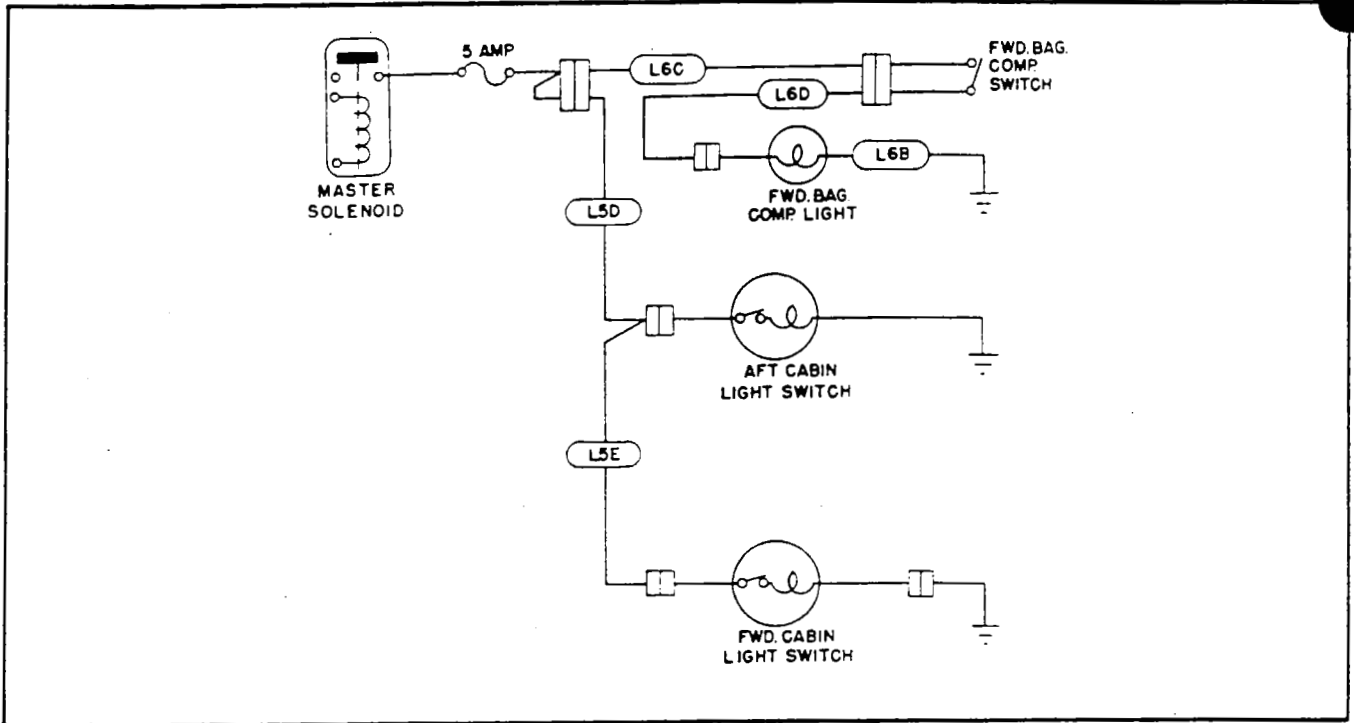 5 AMP
L6C
FWD. BAG.
COMP.
SWITCH
L6D
L6B
MASTER
SOLENOID
FWD. BAG.
COMP. LIGHT
L5D
AFT CABIN
LIGHT SWITCH
L5E
FWD. CABIN
LIGHT SWITCH